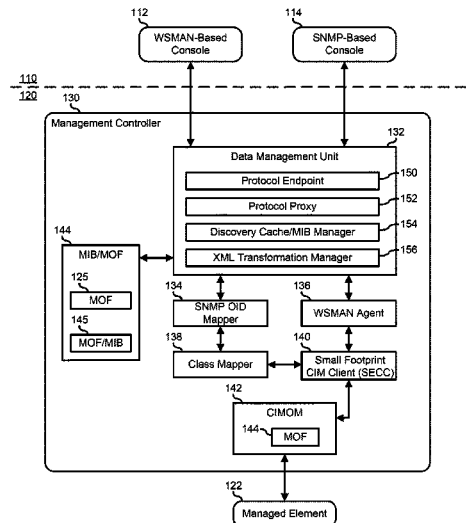 112
114
WSMAN-Based
Console
SNMP-Based
Console
110
120
130
Management Controller
132
Data Management Unit
Protocol Endpoint
150
Protocol Proxy
152
Discovery Cache/MIB Manager
154
XML Transformation Manager
156
144
MIB/MOF
125
MOF
145
MOF/MIB
134
SNMP OID
Mapper
136
WSMAN Agent
138
Class Mapper
140
Small Footprint
CIM Client (SECC)
142
CIMOM
144
MOF
122
Managed Element